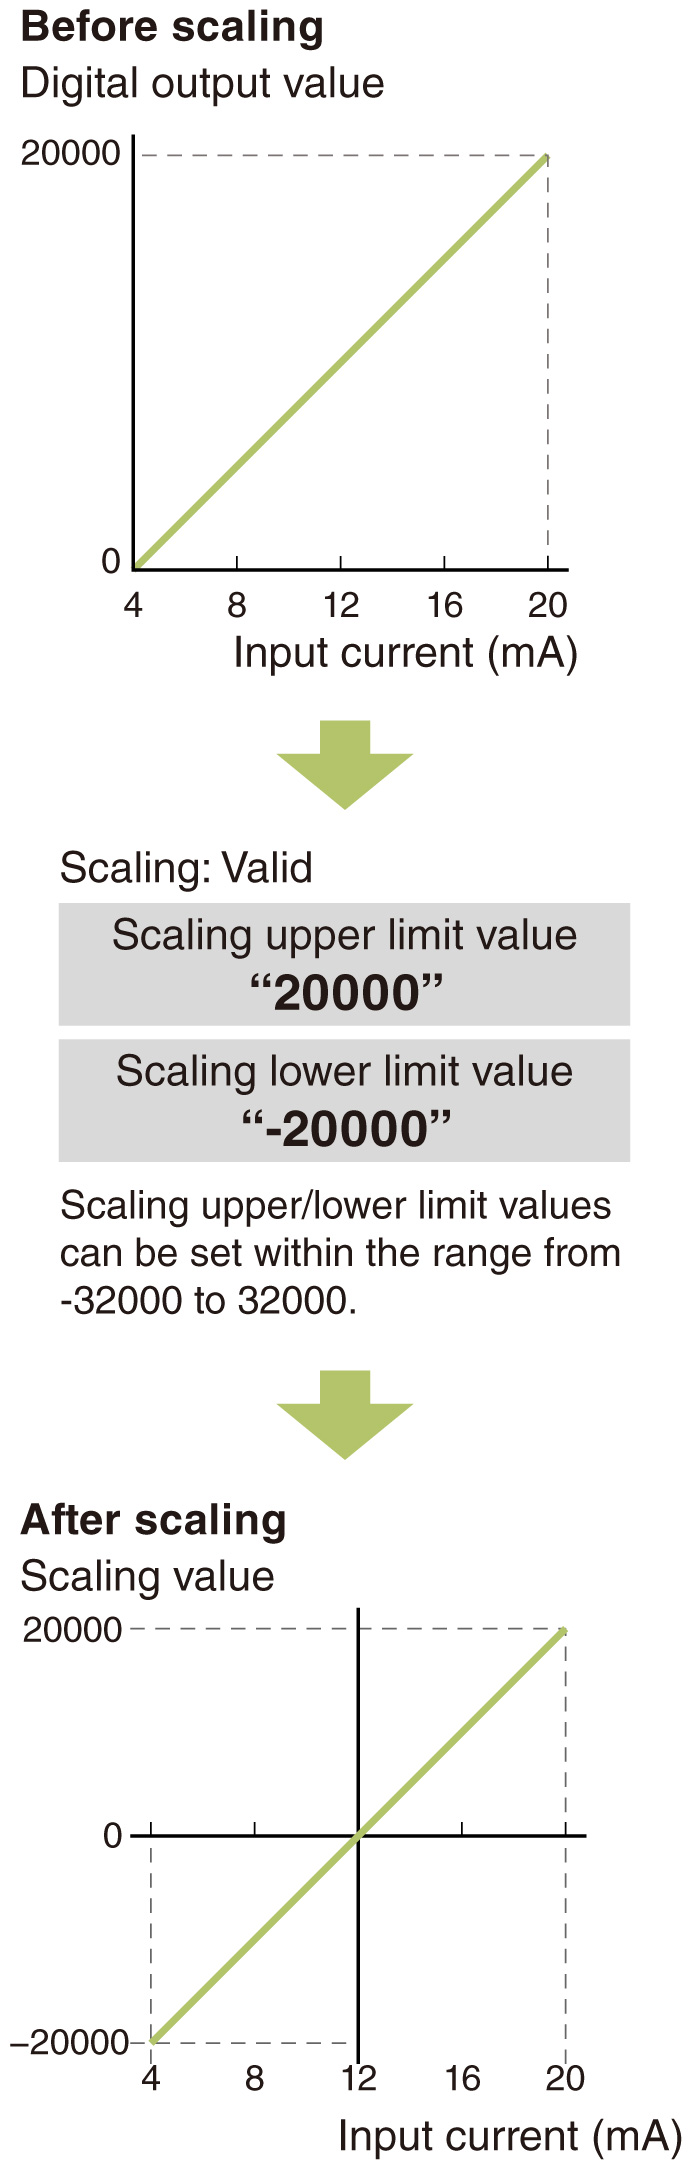 Before scaling
Digital output value
20000
0
4 8 12 16 20
Input current (mA)
Scaling: Valid
Scaling upper limit value
“20000”
Scaling lower limit value
“-20000”
Scaling upper/lower limit values
can be set within the range from
-32000 to 32000.
After scaling
Scaling value
20000
0
−20000
4 8 12 16 20
Input current (mA)